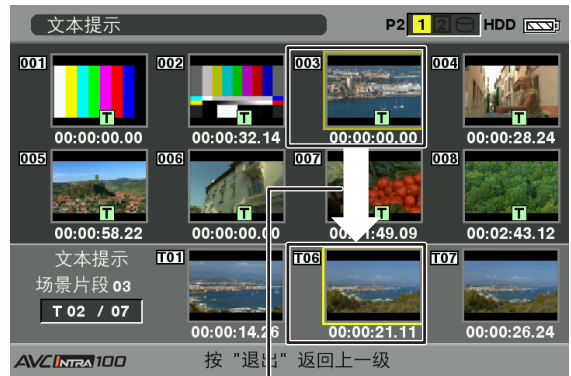 文本提示 P2 1 2 HDD
001 002 003 004
T T T T
00:00:00.00 00:00:32.14 00:00:00.00 00:00:28.24
005 006 007 008
T T T T
00:00:58.22 00:00:00.00 1:49.09 00:02:43.12
文本提示 T01 T06 T07
场景片段 03
T 02 / 07
00:00:14.26 00:00:21.11 00:00:26.24
AVC INTRA 100 按 "退出" 返回上一级